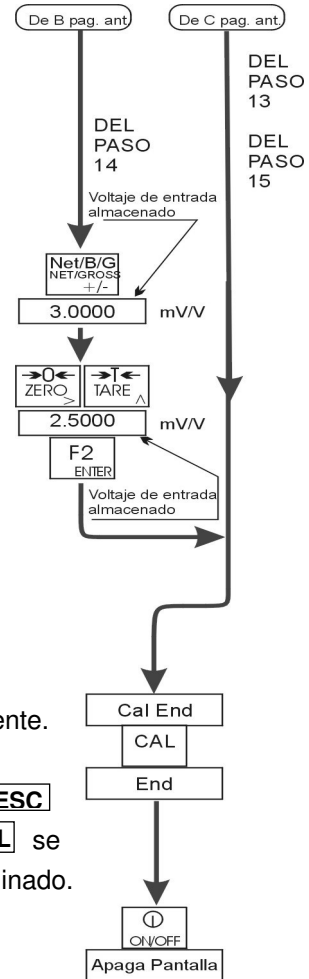 De B pag. ant.
De C pag. ant.
DEL
PASO
13
DEL
PASO
15
DEL
PASO
14
Voltaje de entrada
almacenado
Net/B/G
NET/GROSS
+/-
3.0000 mV/V
→0← →T←
ZERO > TARE ^
2.5000 mV/V
F2
ENTER
Voltaje de entrada
almacenado
Cal End
CAL
End
ESC
se
ON/OFF
Apaga Pantalla